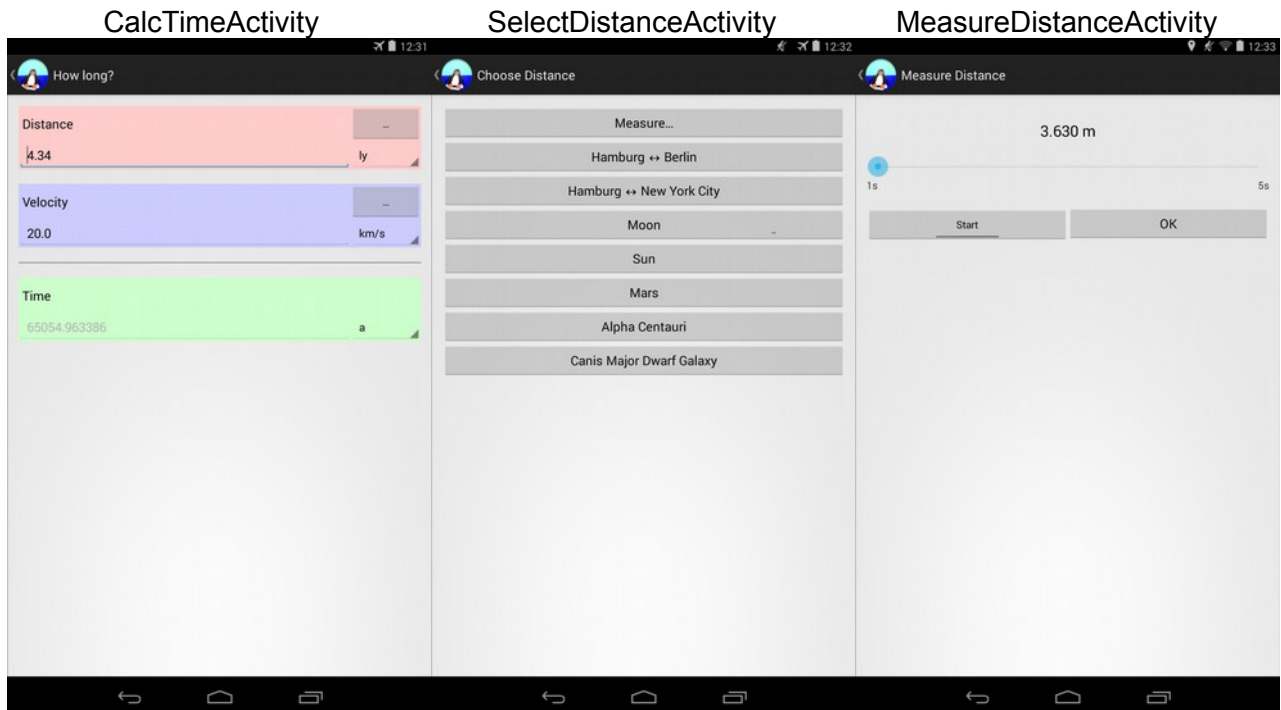 CalcTimeActivity
SelectDistanceActivity
MeasureDistanceActivity
12:31
12:32
12:33
How long?
Choose Distance
Measure Distance
Distance
...
4.34
ly
Velocity
...
20.0
km/s
Time
65054.963386
a
Measure...
Hamburg ↔ Berlin
Hamburg ↔ New York City
Moon
Sun
Mars
Alpha Centauri
Canis Major Dwarf Galaxy
3.630 m
1s
5s
Start
OK